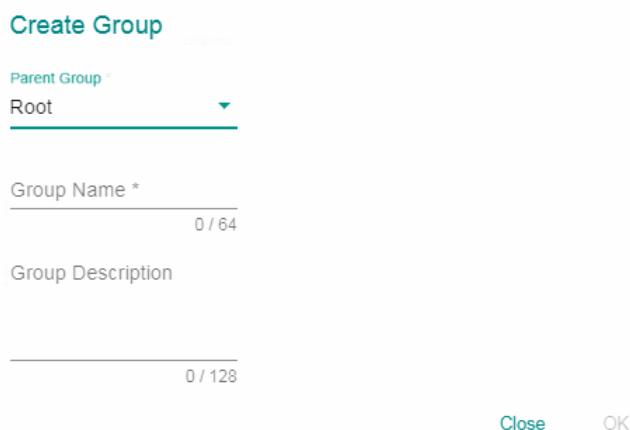 Create Group
Parent Group *
Root
Group Name *
0 / 64
Group Description
0 / 128
Close OK